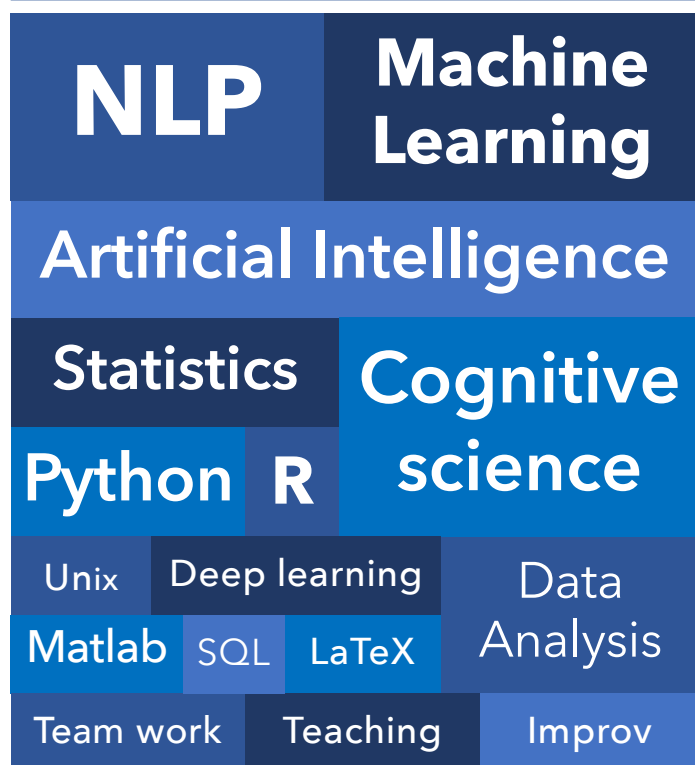 NLP
Machine
Learning
Artificial Intelligence
Statistics
Cognitive
science
Python
R
Unix
Deep learning
Data
Analysis
Matlab
SQL
LaTeX
Team work
Teaching
Improv